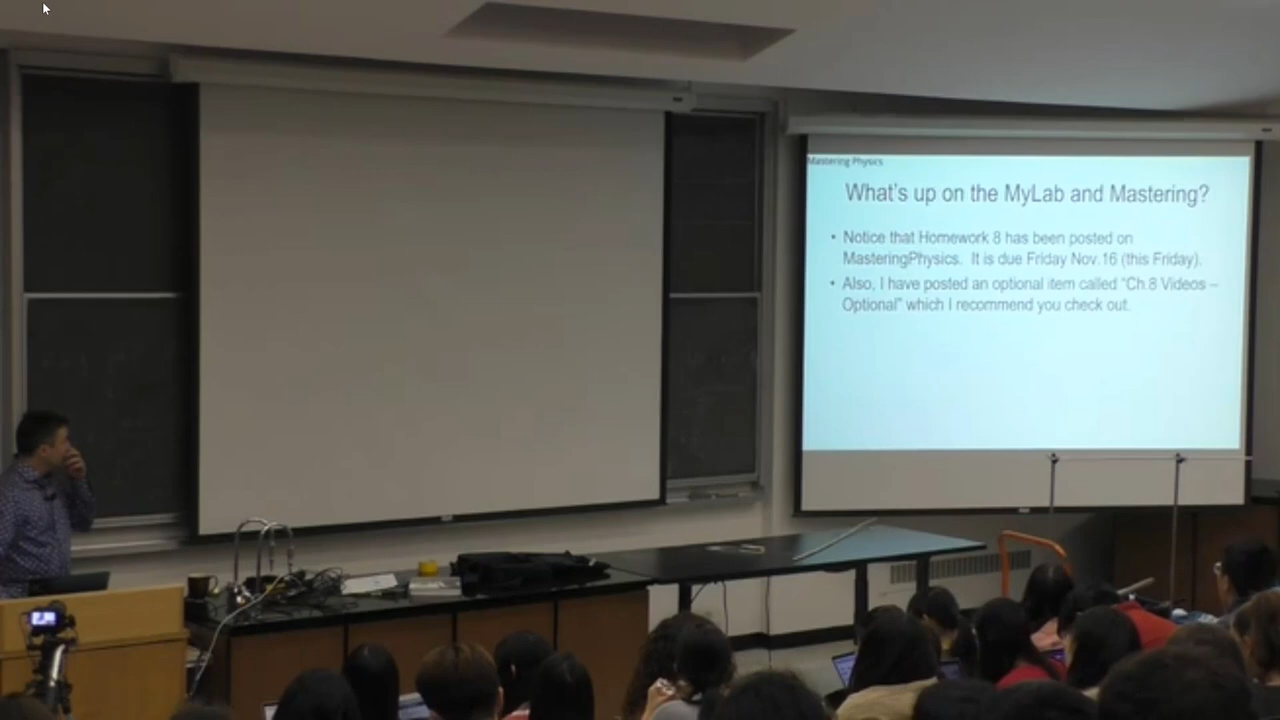 Mastering Physics
What's up on the MyLab and Mastering?
• Notice that Homework 8 has been posted on
MasteringPhysics. It is due Friday Nov.16 (this Friday).
• Also, I have posted an optional item called "Ch.8 Videos –
Optional" which I recommend you check out.